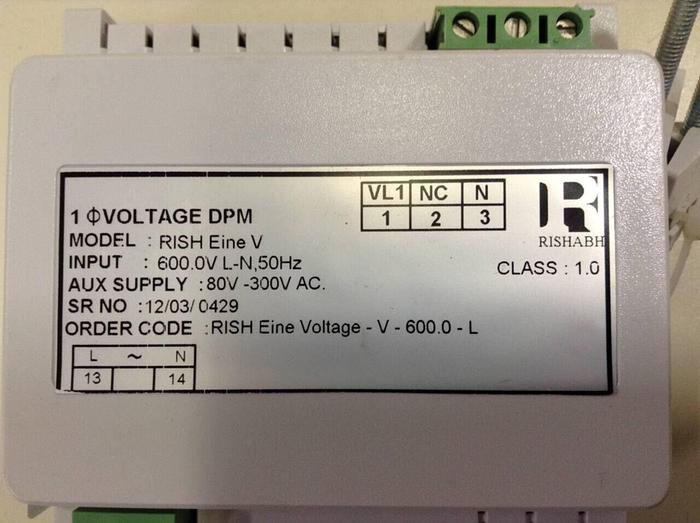 1 ΦVOLTAGE DPM
VL1 NC N
1 2 3
R
RISHABH
MODEL : RISH Eine V
INPUT : 600.0V L-N,50Hz
CLASS : 1.0
AUX SUPPLY :80V -300V AC.
SR NO :12/03/ 0429
ORDER CODE :RISH Eine Voltage - V - 600.0 - L
L ~ N
13 14